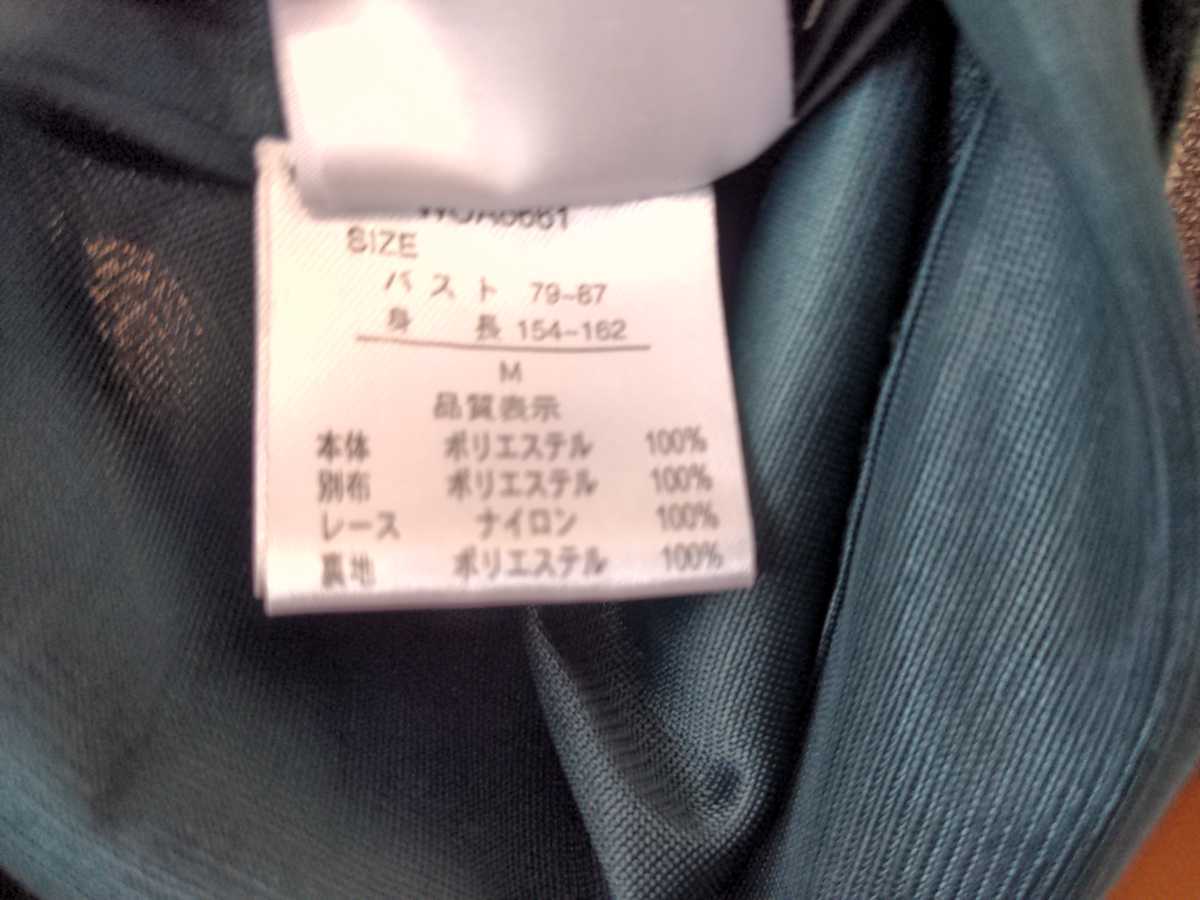 SIZE
バスト 79-87
身長 154-162
M
品質表示
本体 ポリエステル 100%
別布 ポリエステル 100%
レース ナイロン 100%
裏地 ポリエステル 100%